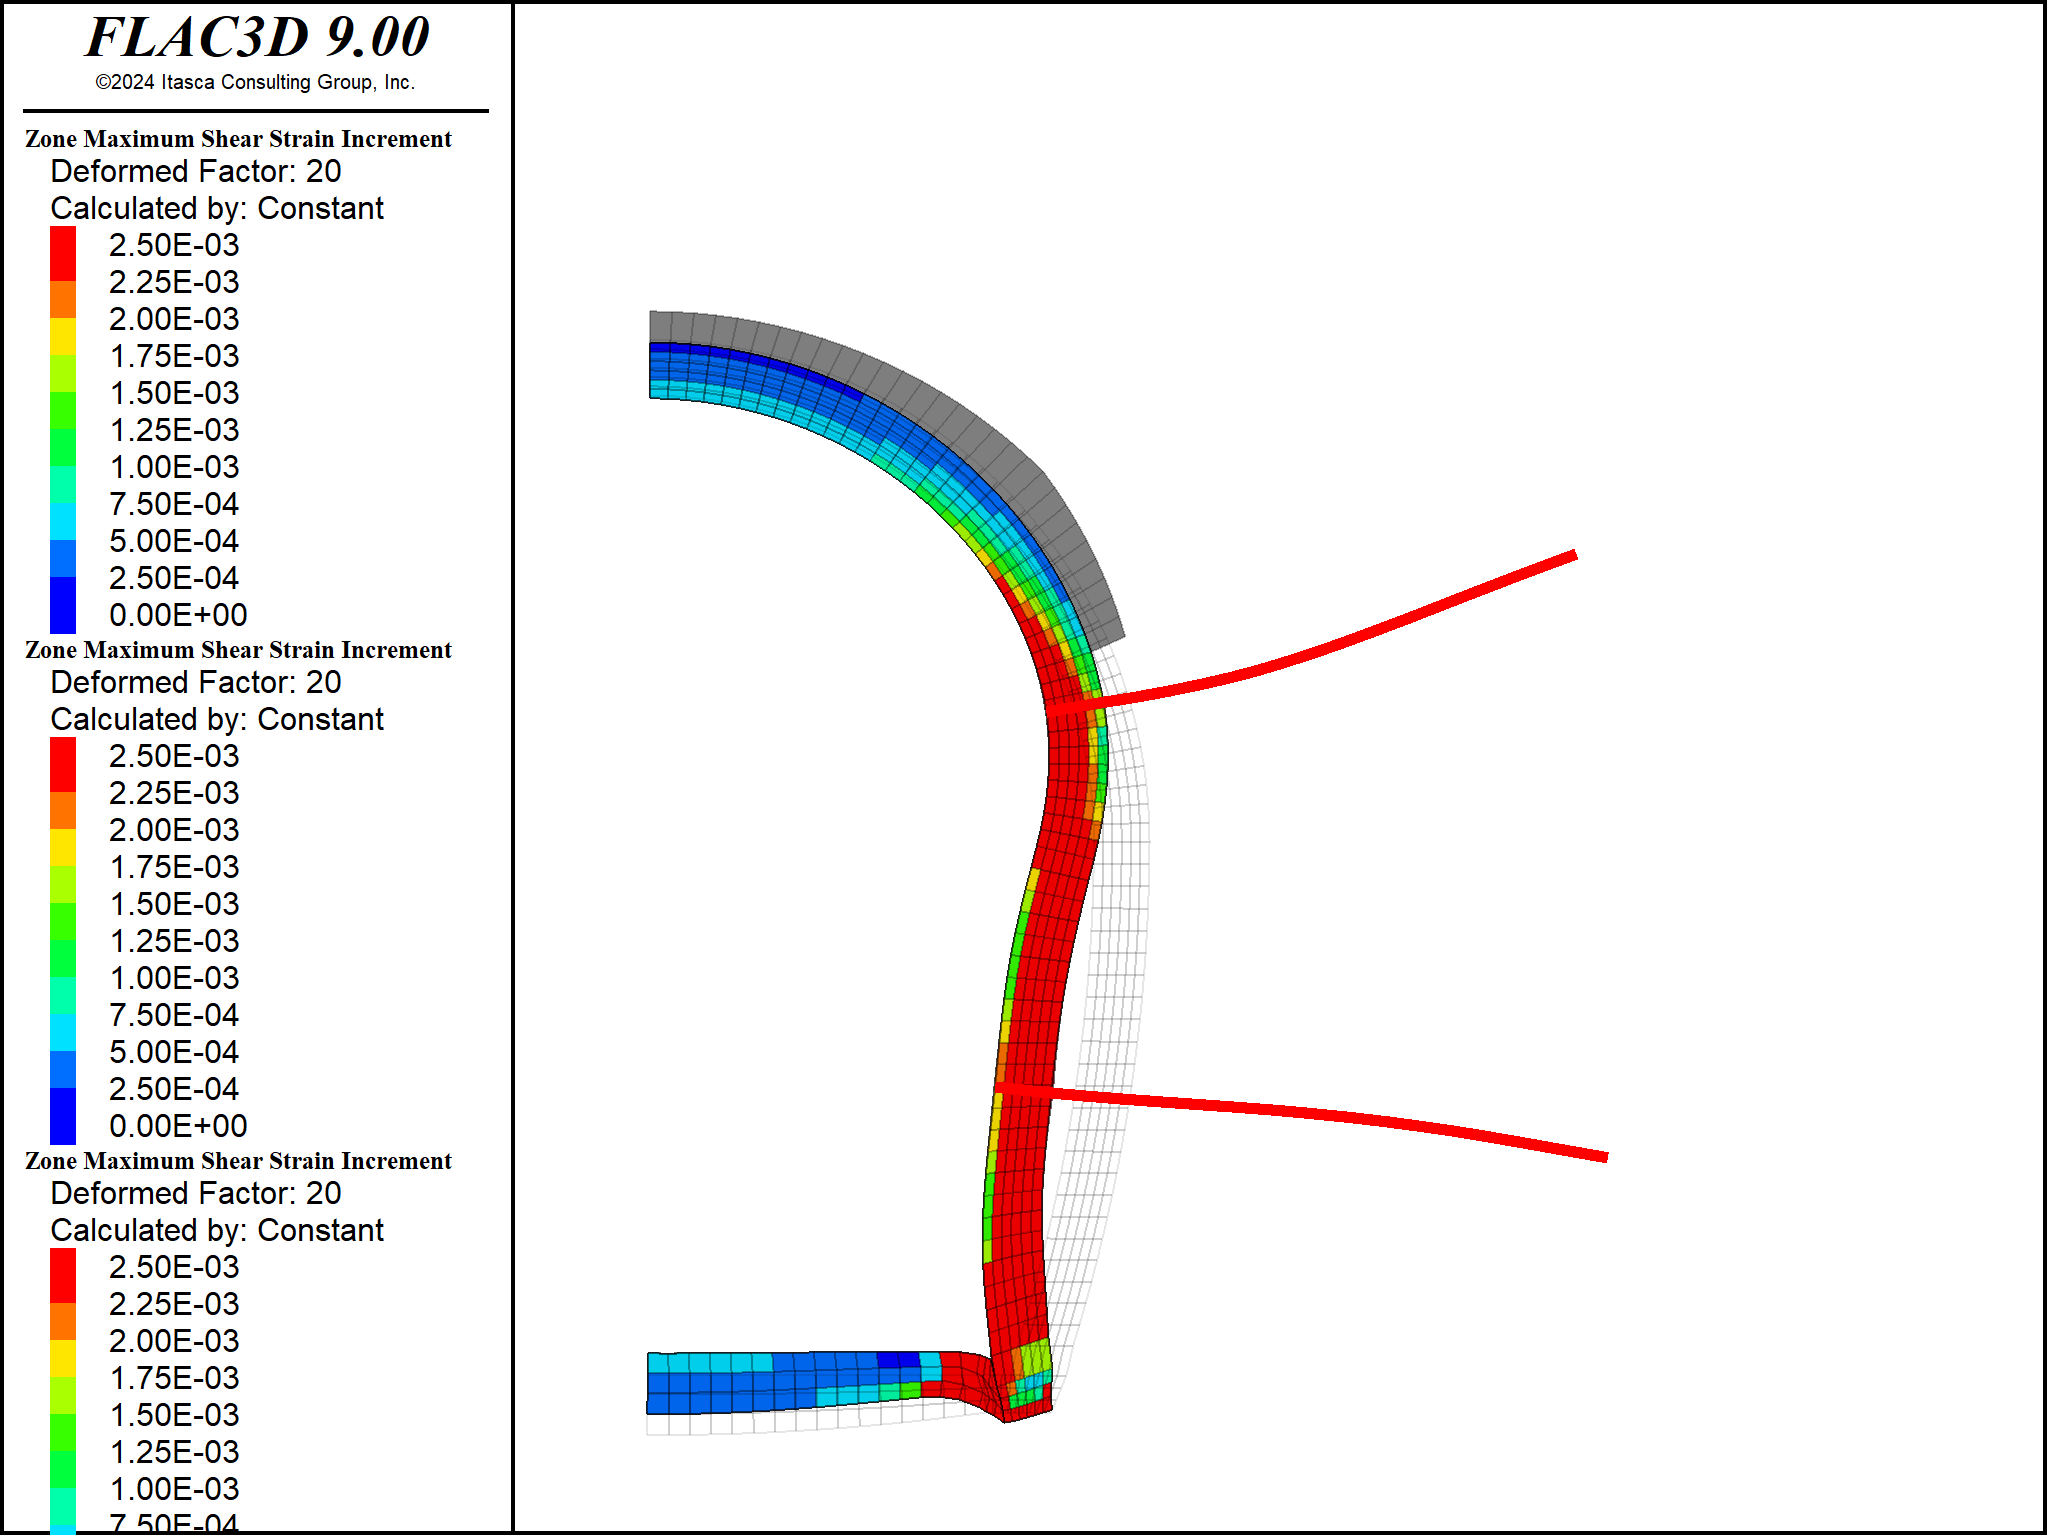 FLAC3D 9.00
©2024 Itasca Consulting Group, Inc.
Zone Maximum Shear Strain Increment
Deformed Factor: 20
Calculated by: Constant
2.50E-03
2.25E-03
2.00E-03
1.75E-03
1.50E-03
1.25E-03
1.00E-03
7.50E-04
5.00E-04
2.50E-04
0.00E+00
Zone Maximum Shear Strain Increment
Deformed Factor: 20
Calculated by: Constant
2.50E-03
2.25E-03
2.00E-03
1.75E-03
1.50E-03
1.25E-03
1.00E-03
7.50E-04
5.00E-04
2.50E-04
0.00E+00
Zone Maximum Shear Strain Increment
Deformed Factor: 20
Calculated by: Constant
2.50E-03
2.25E-03
2.00E-03
1.75E-03
1.50E-03
1.25E-03
1.00E-03
7.50E-04